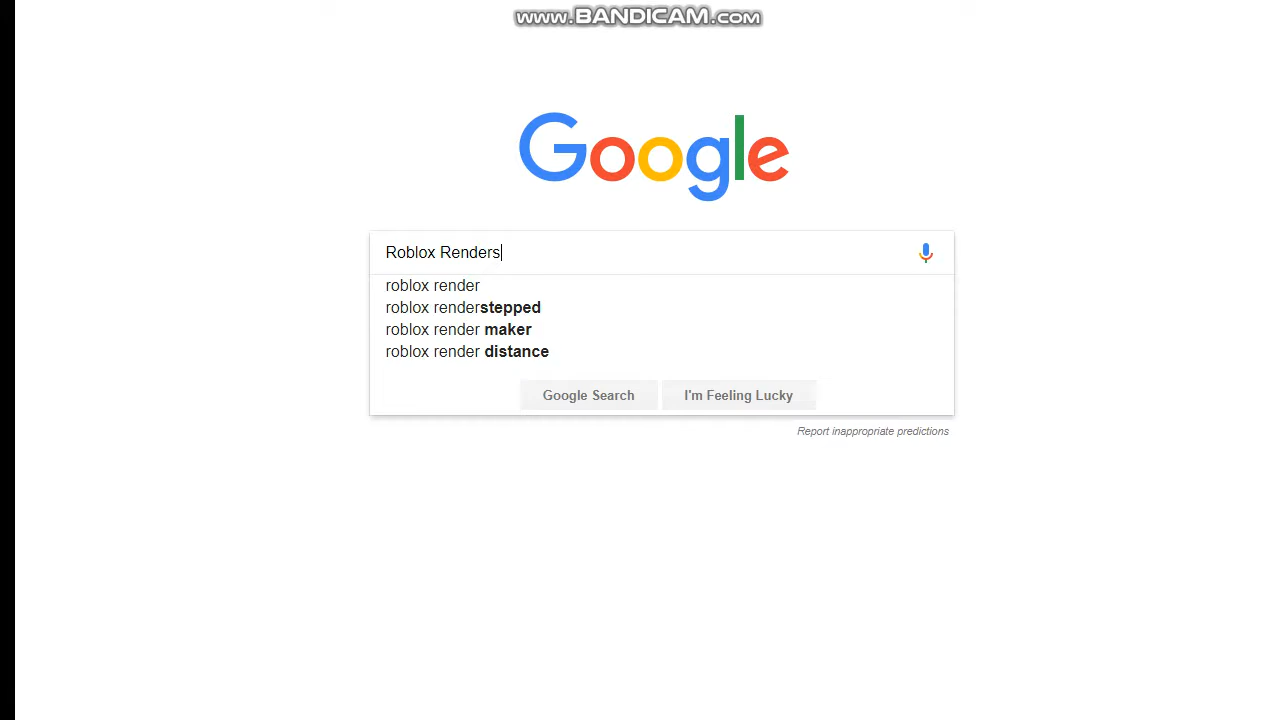 www.BANDICAM.com
Google
Roblox Renders
roblox render
roblox renderstepped
roblox render maker
roblox render distance
Google Search
I'm Feeling Lucky
Report inappropriate predictions